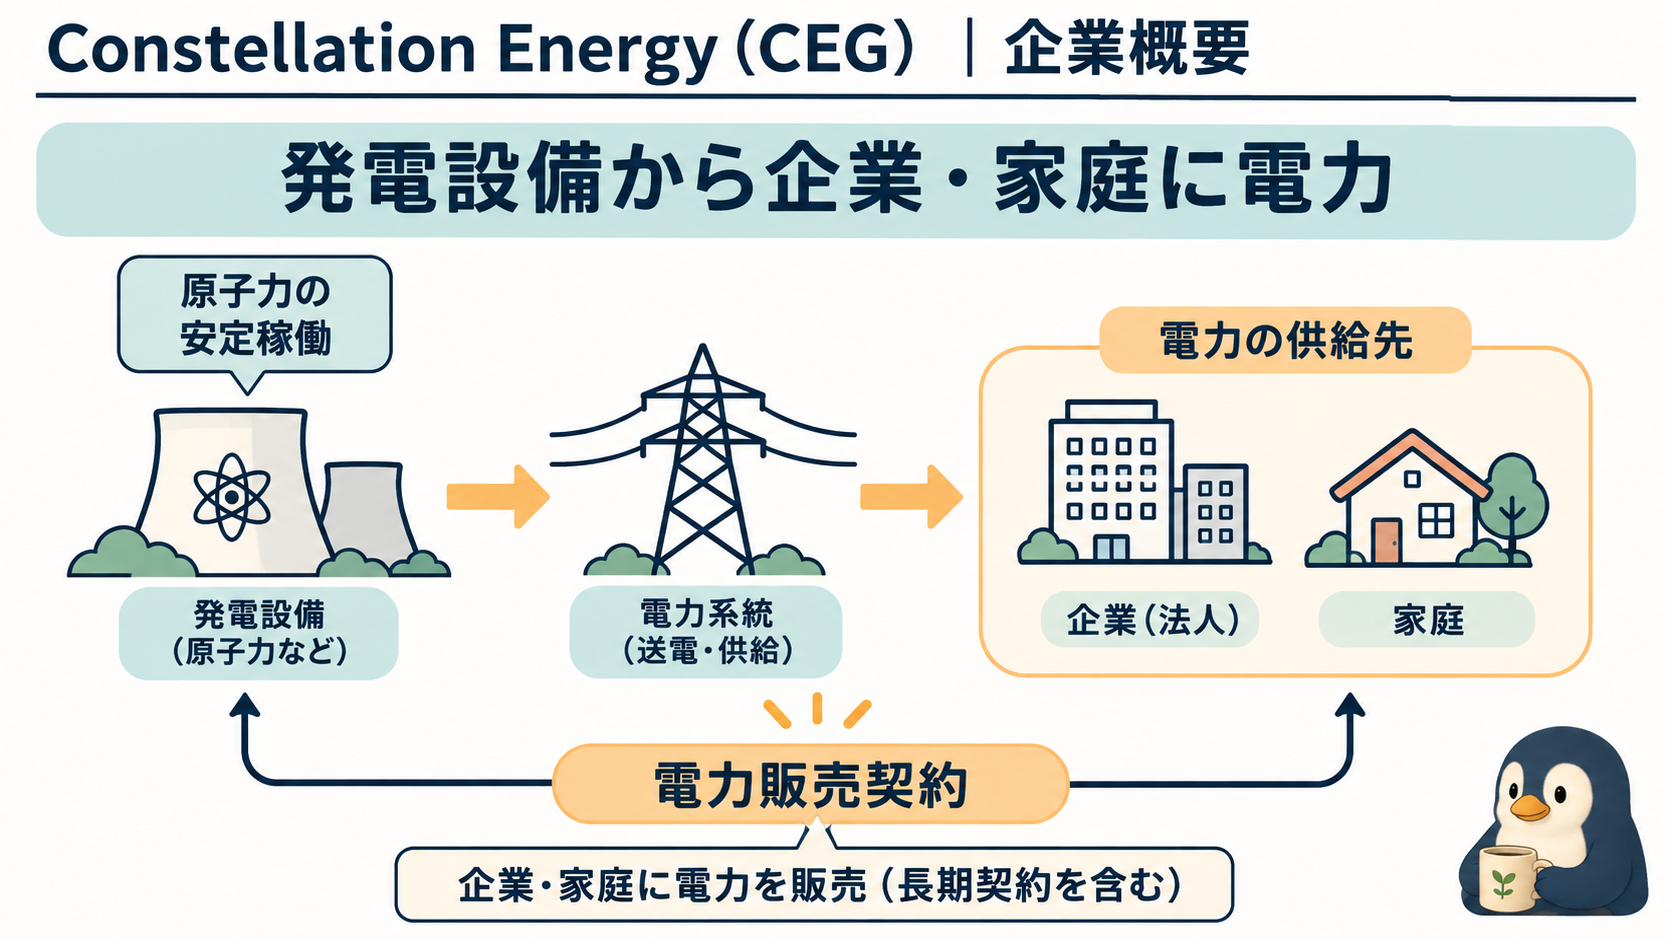 Constellation Energy（CEG）｜企業概要
発電設備から企業・家庭に電力
原子力の
安定稼働
電力の供給先
発電設備
（原子力など）
電力系統
（送電・供給）
企業（法人）
家庭
電力販売契約
企業・家庭に電力を販売（長期契約を含む）